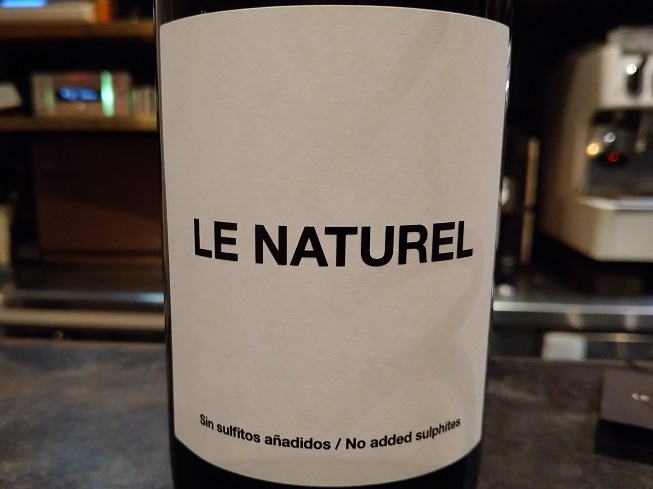 LE NATUREL
Sin sulfitos añadidos / No added sulphites